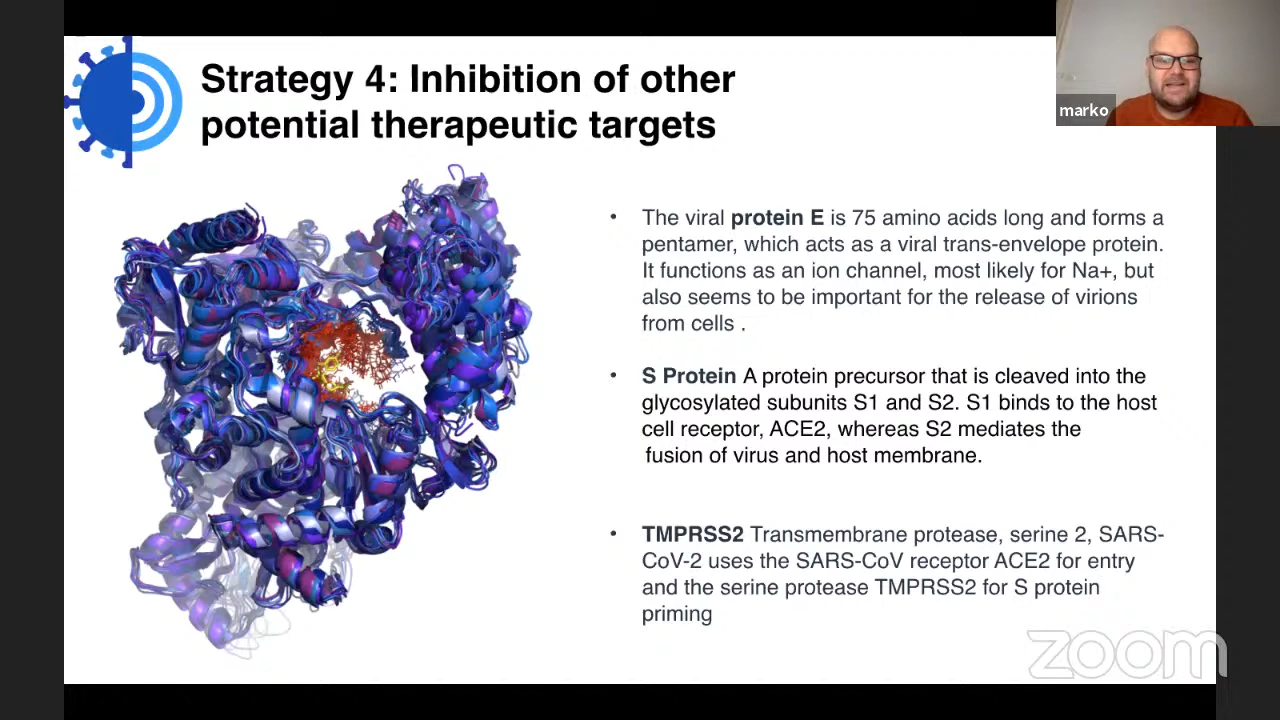 Strategy 4: Inhibition of other
potential therapeutic targets
marko
• The viral protein E is 75 amino acids long and forms a
pentamer, which acts as a viral trans-envelope protein.
It functions as an ion channel, most likely for Na+, but
also seems to be important for the release of virions
from cells .
• S Protein A protein precursor that is cleaved into the
glycosylated subunits S1 and S2. S1 binds to the host
cell receptor, ACE2, whereas S2 mediates the
fusion of virus and host membrane.
• TMPRSS2 Transmembrane protease, serine 2, SARS-
CoV-2 uses the SARS-CoV receptor ACE2 for entry
and the serine protease TMPRSS2 for S protein
priming
zoom